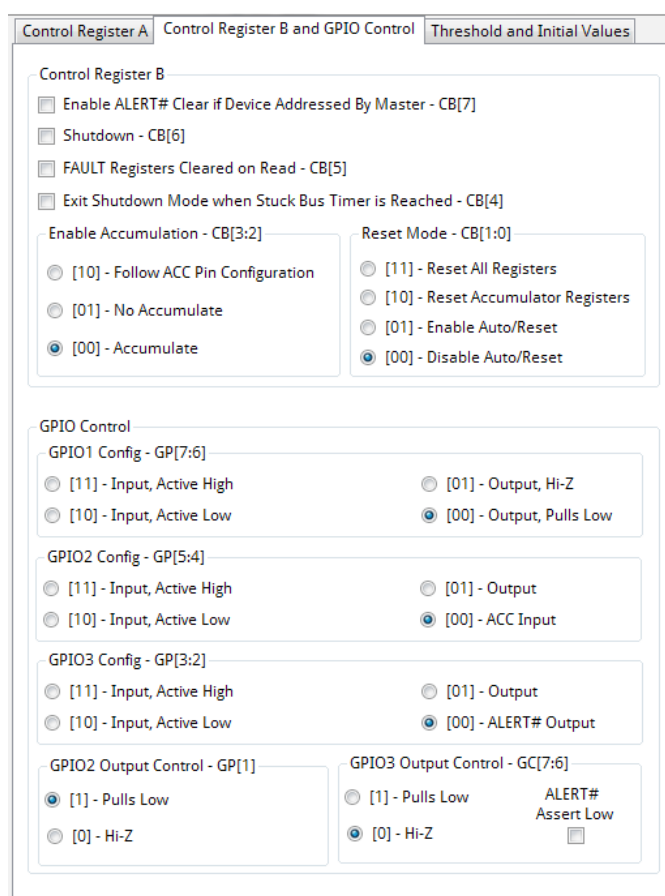 Control Register A
Control Register B and GPIO Control
Threshold and Initial Values
Control Register B
Enable ALERT# Clear if Device Addressed By Master - CB[7]
Shutdown - CB[6]
FAULT Registers Cleared on Read - CB[5]
Exit Shutdown Mode when Stuck Bus Timer is Reached - CB[4]
Enable Accumulation - CB[3:2]
[10] - Follow ACC Pin Configuration
[01] - No Accumulate
[00] - Accumulate
Reset Mode - CB[1:0]
[11] - Reset All Registers
[10] - Reset Accumulator Registers
[01] - Enable Auto/Reset
[00] - Disable Auto/Reset
GPIO Control
GPIO1 Config - GP[7:6]
[11] - Input, Active High
[01] - Output, Hi-Z
[10] - Input, Active Low
[00] - Output, Pulls Low
GPIO2 Config - GP[5:4]
[11] - Input, Active High
[01] - Output
[10] - Input, Active Low
[00] - ACC Input
GPIO3 Config - GP[3:2]
[11] - Input, Active High
[01] - Output
[10] - Input, Active Low
[00] - ALERT# Output
GPIO2 Output Control - GP[1]
[1] - Pulls Low
[0] - Hi-Z
GPIO3 Output Control - GC[7:6]
[1] - Pulls Low
[0] - Hi-Z
ALERT#
Assert Low